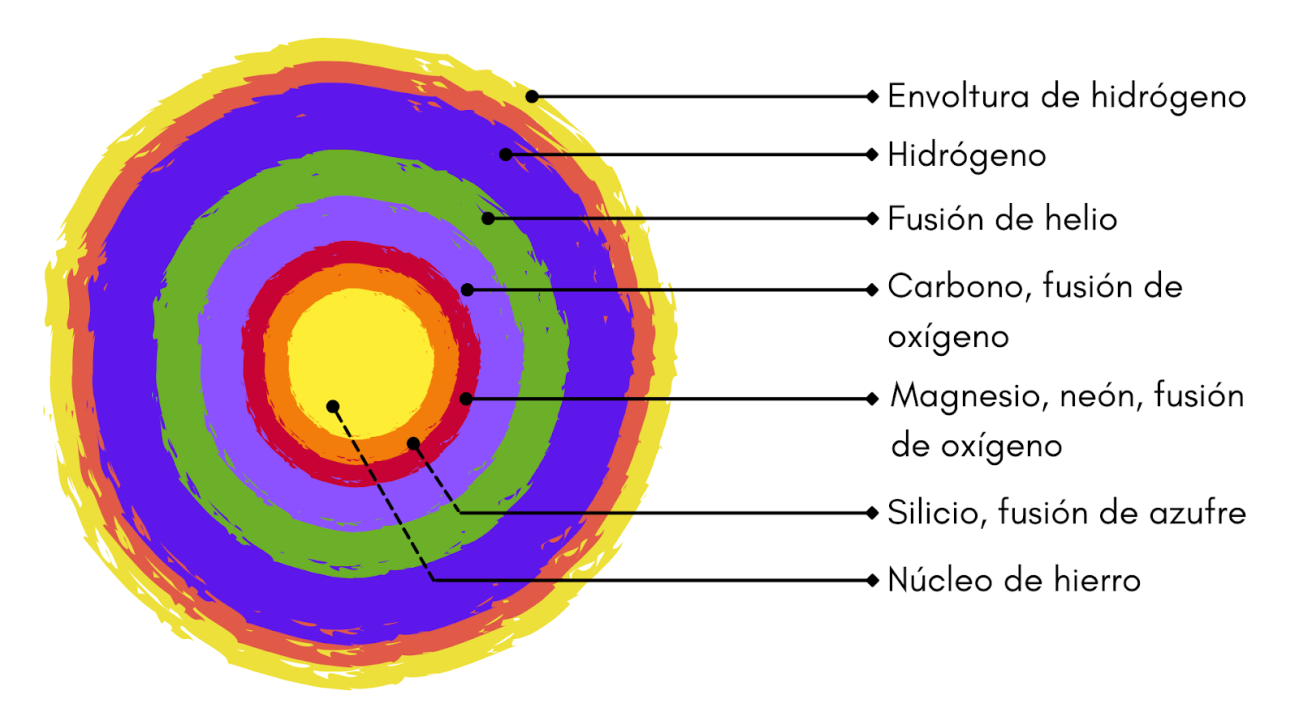 Envoltura de hidrógeno
Hidrógeno
Fusión de helio
Carbono, fusión de
oxígeno
Magnesio, neón, fusión
de oxígeno
Silicio, fusión de azufre
Núcleo de hierro